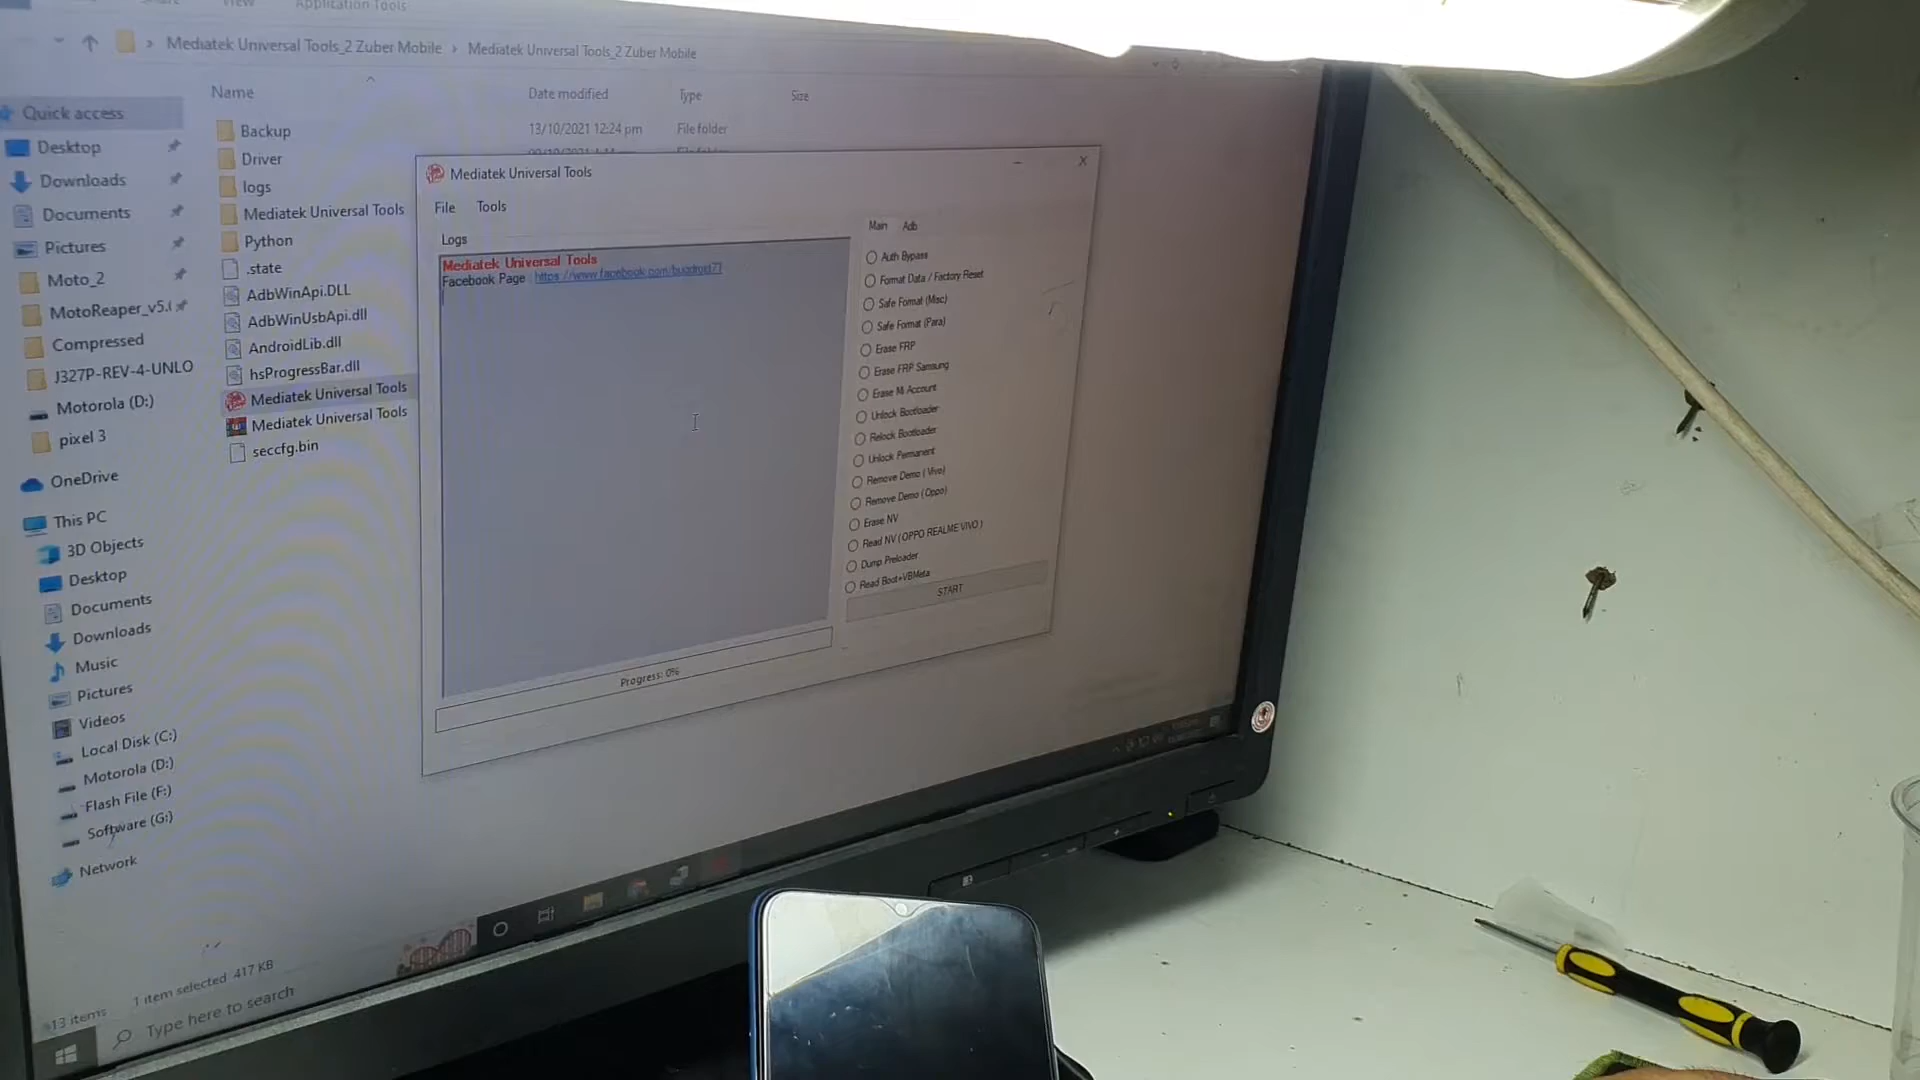 View
Application Tools
Mediatek Universal Tools_2 Zuber Mobile > Mediatek Universal Tools_2 Zuber Mobile
Name Date modified Type Size
Quick access
Desktop
Downloads
Documents
Pictures
Moto_2
MotoReaper_v5.(
Compressed
J327P-REV-4-UNLO
Motorola (D:)
pixel 3
OneDrive
This PC
3D Objects
Desktop
Documents
Downloads
Music
Pictures
Videos
Local Disk (C:)
Motorola (D:)
Flash File (F:)
Software (G:)
Network
Backup 13/10/2021 12:24 pm File folder
Driver
logs
Mediatek Universal Tools
Python
.state
AdbWinApi.DLL
AdbWinUsbApi.dll
AndroidLib.dll
hsProgressBar.dll
Mediatek Universal Tools
Mediatek Universal Tools
seccfg.bin
Mediatek Universal Tools
File Tools
Logs
Mediatek Universal Tools
Facebook Page : https://www.facebook.com/bugdroid77
Main Adb
Auth Bypass
Format Data / Factory Reset
Safe Format (Misc)
Safe Format (Para)
Erase FRP
Erase FRP Samsung
Erase Mi Account
Unlock Bootloader
Relock Bootloader
Unlock Permanent
Remove Demo (Vivo)
Remove Demo (Oppo)
Erase NV
Read NV (OPPO REALME VIVO )
Dump Preloader
Read Boot+VBMeta
START
Progress: 0%
13 items 1 item selected 417 KB
Type here to search